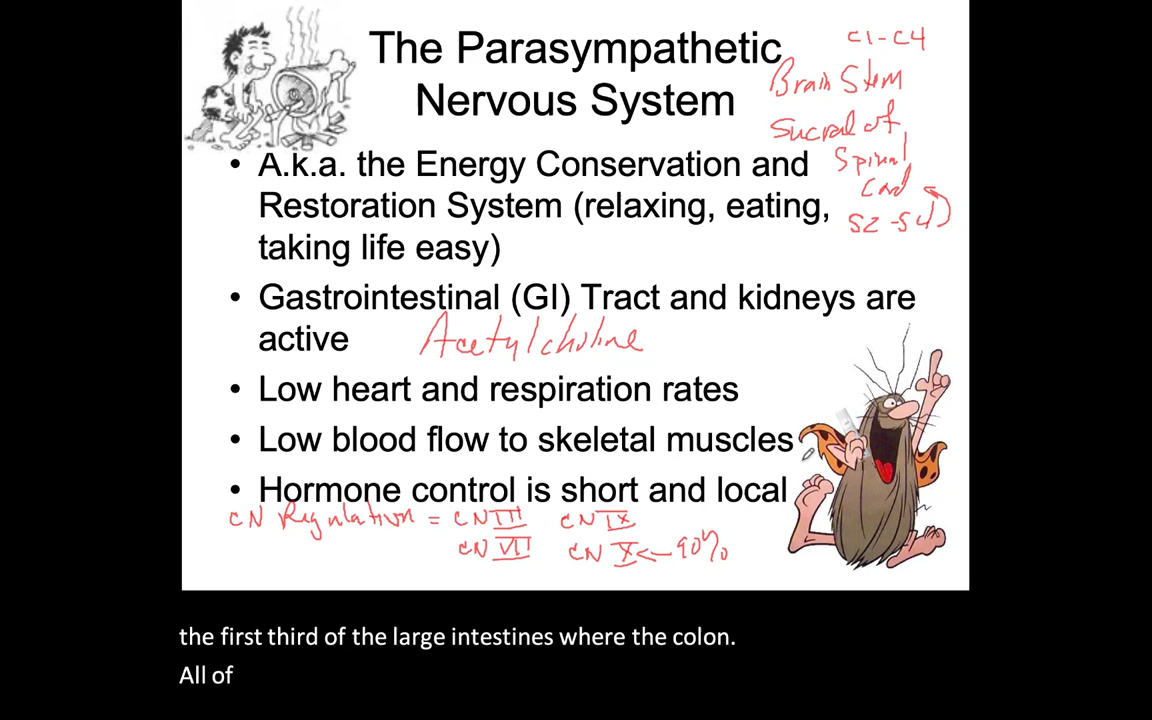 The Parasympathetic
Nervous System
C1-C4
Brain Stem
Sucral of
Spinal
Cord
S2-S4
• A.k.a. the Energy Conservation and
Restoration System (relaxing, eating,
taking life easy)
• Gastrointestinal (GI) Tract and kidneys are
active
Acetylcholine
• Low heart and respiration rates
• Low blood flow to skeletal muscles
• Hormone control is short and local
CN Regulation = CN III CN IX
CN VII CN X ← 90%
the first third of the large intestines where the colon.
All of